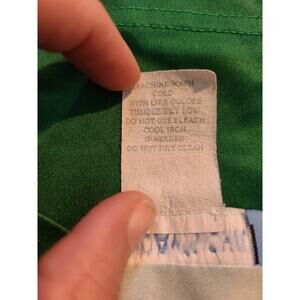 MACHINE WASH
COLD
WITH LIKE COLORS
TUMBLE DRY LOW
DO NOT USE BLEACH
COOL IRON
IF NEEDED
DO NOT DRY CLEAN